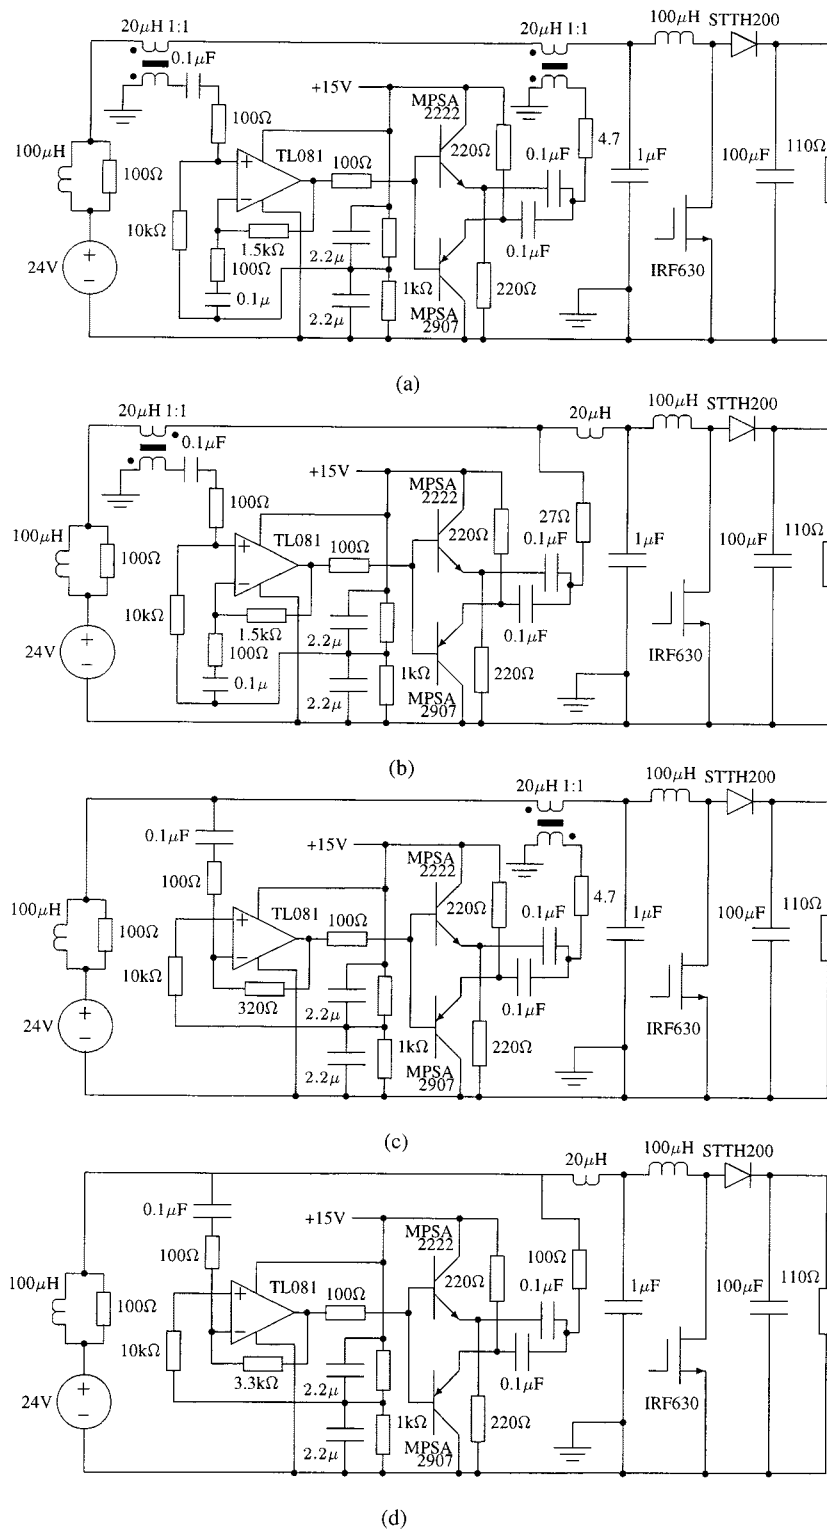 20μH 1:1
20μH 1:1
100μH
STTH200
0.1μF
+15V
MPSA
2222
100Ω
4.7
100μH
TL081
100Ω
220Ω
0.1μF
1μF
100μF
110Ω
100Ω
10kΩ
1.5kΩ
0.1μF
24V
100Ω
2.2μ
IRF630
0.1μ
1kΩ
220Ω
2.2μ
MPSA
2907
(a)
20μH 1:1
20μH
100μH
STTH200
0.1μF
+15V
MPSA
2222
100Ω
27Ω
100μH
TL081
100Ω
220Ω
0.1μF
1μF
100μF
110Ω
100Ω
10kΩ
1.5kΩ
0.1μF
24V
100Ω
2.2μ
IRF630
0.1μ
1kΩ
220Ω
2.2μ
MPSA
2907
(b)
20μH 1:1
100μH
STTH200
0.1μF
+15V
MPSA
2222
100Ω
4.7
100μH
TL081
100Ω
220Ω
0.1μF
1μF
100μF
110Ω
100Ω
10kΩ
320Ω
2.2μ
0.1μF
24V
IRF630
1kΩ
220Ω
2.2μ
MPSA
2907
(c)
20μH
100μH
STTH200
0.1μF
+15V
MPSA
2222
100Ω
100Ω
100μH
TL081
100Ω
220Ω
0.1μF
1μF
100μF
110Ω
100Ω
10kΩ
3.3kΩ
2.2μ
0.1μF
24V
IRF630
1kΩ
220Ω
2.2μ
MPSA
2907
(d)